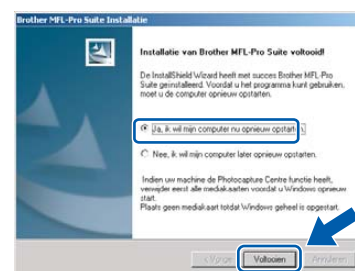 Brother MFL-Pro Suite Installatie
Installatie van Brother MFL-Pro Suite voltooid!
De InstallShield Wizard heeft met succes Brother MFL-Pro
Suite geïnstalleerd. Voordat u het programma kunt gebruiken,
moet u de computer opnieuw opstarten.
Ja, ik wil mijn computer nu opnieuw opstarten.
Nee, ik wil mijn computer later opnieuw opstarten.
Indien uw machine de Photocapture Centre functie heeft,
verwijder eerst alle mediakaarten voordat u Windows opnieuw
start.
Plaats geen mediakaart totdat Windows geheel is opgestart.
< Vorige Voltooien Annuleren